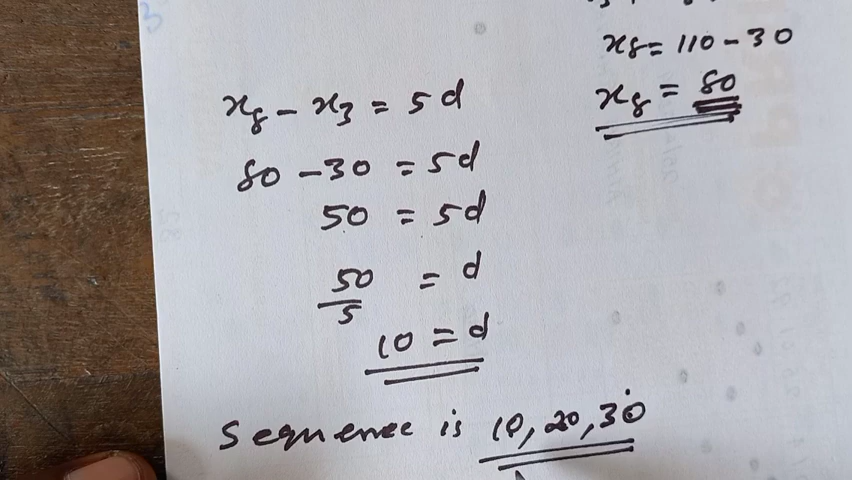 x₈ = 110 - 30
x₈ = 80
x₈ - x₃ = 5d
80 - 30 = 5d
50 = 5d
50/5 = d
10 = d
Sequence is 10, 20, 30